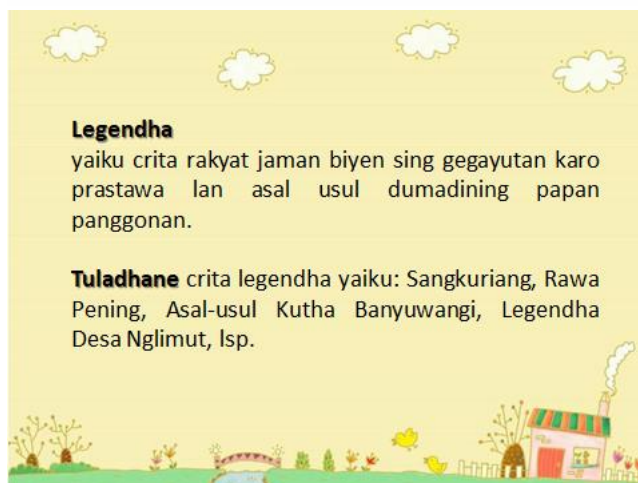 Legendha
yaiku crita rakyat jaman biyen sing gegayutan karo
prastawa lan asal usul dumadining papan
panggonan.
Tuladhane crita legendha yaiku: Sangkuriang, Rawa
Pening, Asal-usul Kutha Banyuwangi, Legendha
Desa Nglimut, lsp.